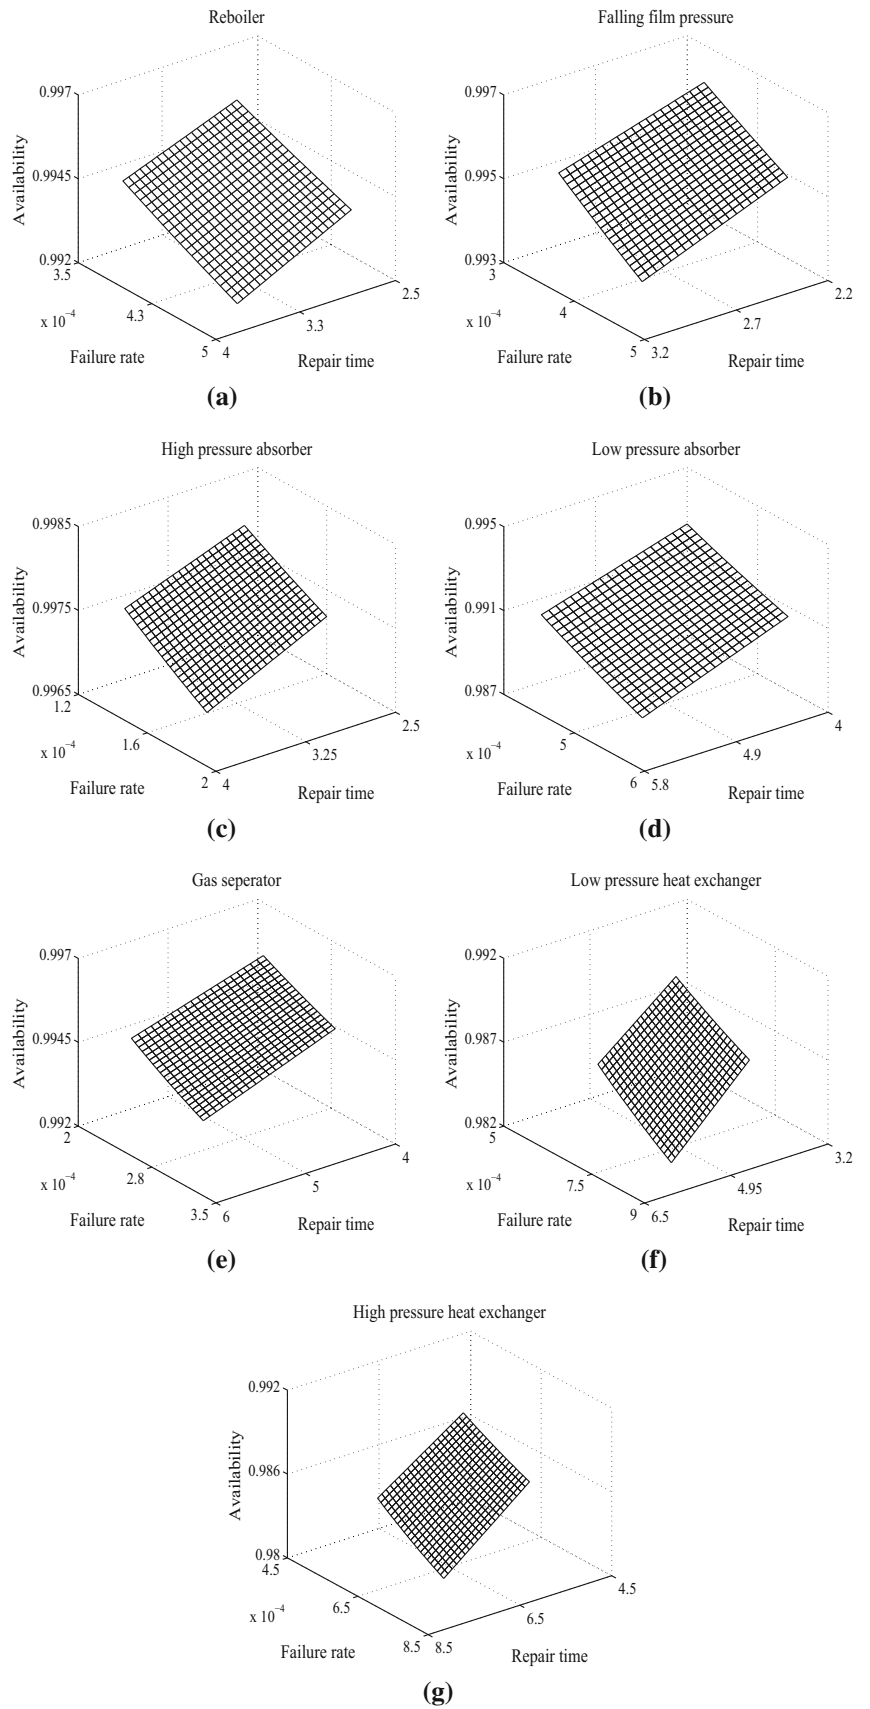 Reboiler
0.997
0.9945
0.992
Availability
3.5
4.3
5
x 10⁻⁴
Failure rate
4
3.3
2.5
Repair time
(a)
Falling film pressure
0.997
0.995
0.993
Availability
3
4
5
x 10⁻⁴
Failure rate
3.2
2.7
2.2
Repair time
(b)
High pressure absorber
0.9985
0.9975
0.9965
Availability
1.2
1.6
2
x 10⁻⁴
Failure rate
4
3.25
2.5
Repair time
(c)
Low pressure absorber
0.995
0.991
0.987
Availability
5
6
x 10⁻⁴
Failure rate
5.8
4.9
4
Repair time
(d)
Gas seperator
0.997
0.9945
0.992
Availability
2
2.8
3.5
x 10⁻⁴
Failure rate
6
5
4
Repair time
(e)
Low pressure heat exchanger
0.992
0.987
0.982
Availability
5
7.5
9
x 10⁻⁴
Failure rate
6.5
4.95
3.2
Repair time
(f)
High pressure heat exchanger
0.992
0.986
0.98
Availability
4.5
6.5
8.5
x 10⁻⁴
Failure rate
8.5
6.5
4.5
Repair time
(g)